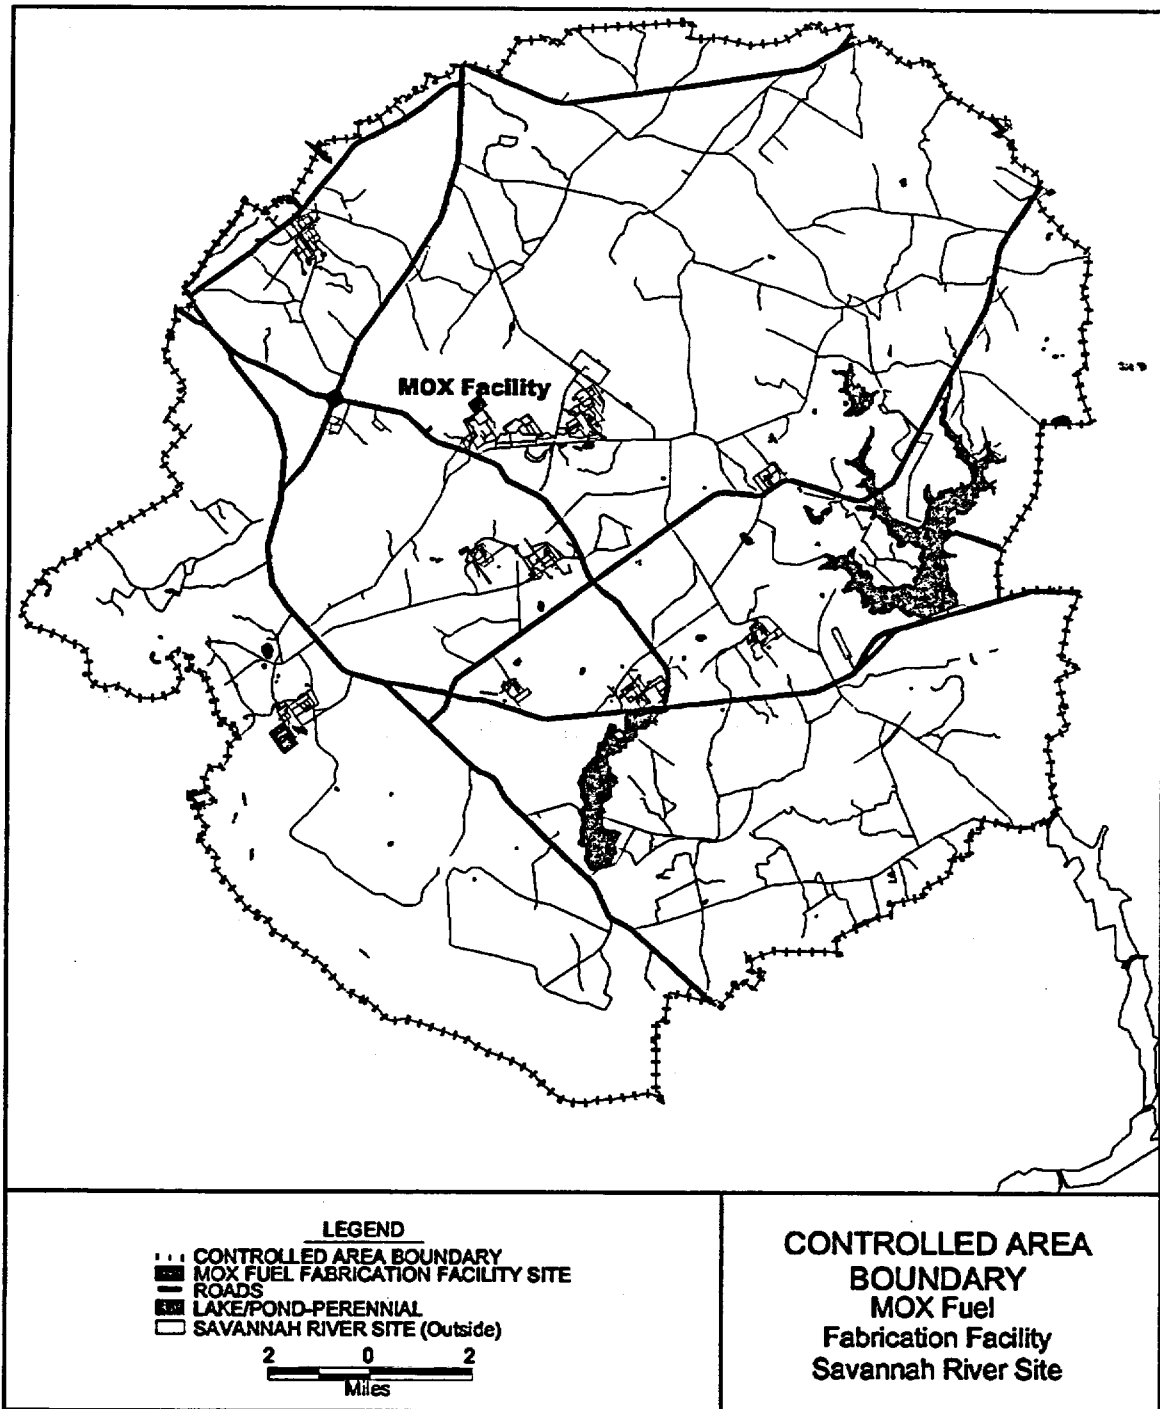 MOX Facility
LEGEND
CONTROLLED AREA BOUNDARY
MOX FUEL FABRICATION FACILITY SITE
ROADS
LAKE/POND-PERENNIAL
SAVANNAH RIVER SITE (Outside)
2 0 2
Miles
CONTROLLED AREA
BOUNDARY
MOX Fuel
Fabrication Facility
Savannah River Site